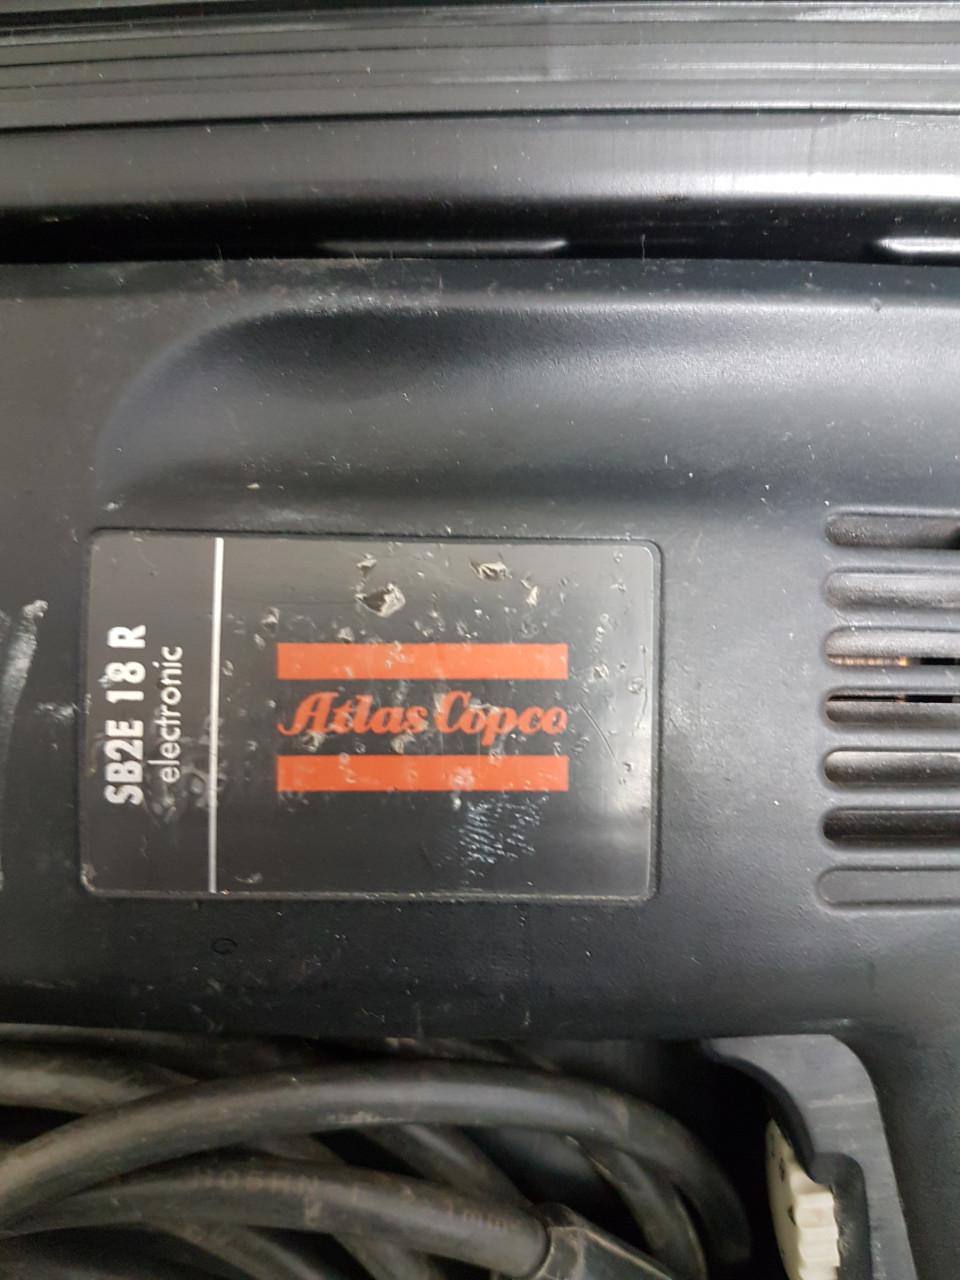 SB2E 18 R
electronic
Atlas Copco